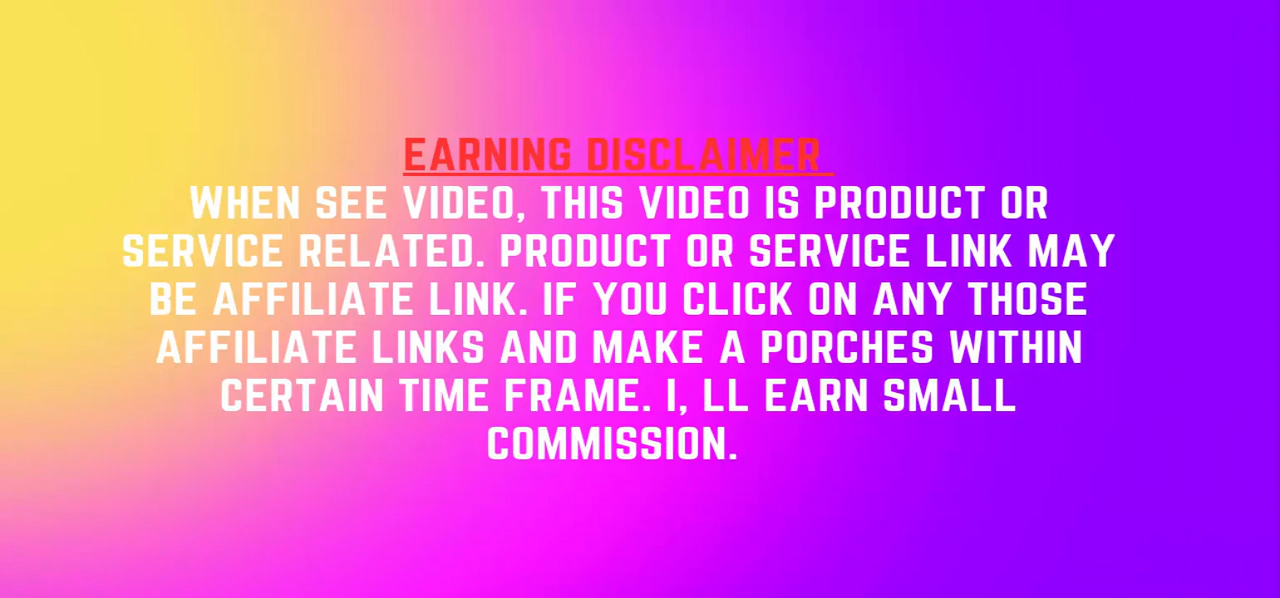 EARNING DISCLAIMER
WHEN SEE VIDEO, THIS VIDEO IS PRODUCT OR
SERVICE RELATED. PRODUCT OR SERVICE LINK MAY
BE AFFILIATE LINK. IF YOU CLICK ON ANY THOSE
AFFILIATE LINKS AND MAKE A PORCHES WITHIN
CERTAIN TIME FRAME. I, LL EARN SMALL
COMMISSION.